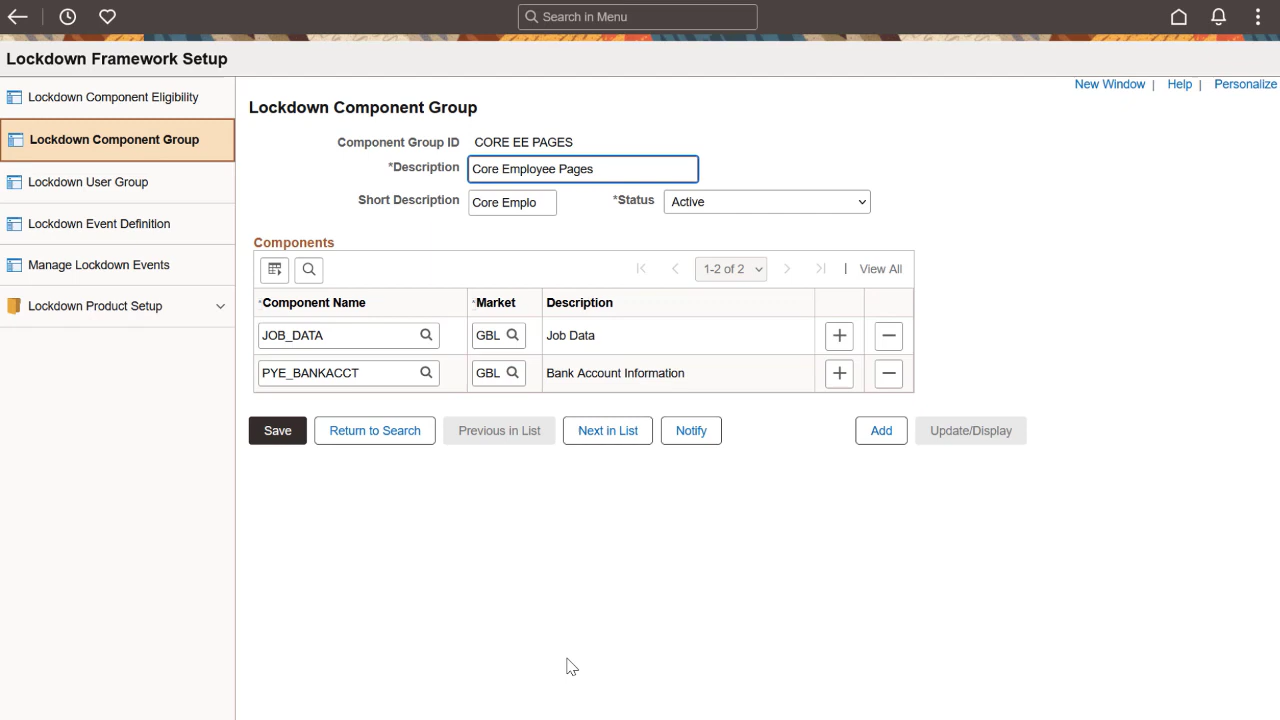 Search in Menu
Lockdown Framework Setup
New Window | Help | Personalize
Lockdown Component Eligibility
Lockdown Component Group
Lockdown User Group
Lockdown Event Definition
Manage Lockdown Events
Lockdown Product Setup
Lockdown Component Group
Component Group ID CORE EE PAGES
*Description Core Employee Pages
Short Description Core Emplo *Status Active
Components
1-2 of 2 | View All
*Component Name *Market Description
JOB_DATA GBL Job Data
PYE_BANKACCT GBL Bank Account Information
Save Return to Search Previous in List Next in List Notify Add Update/Display